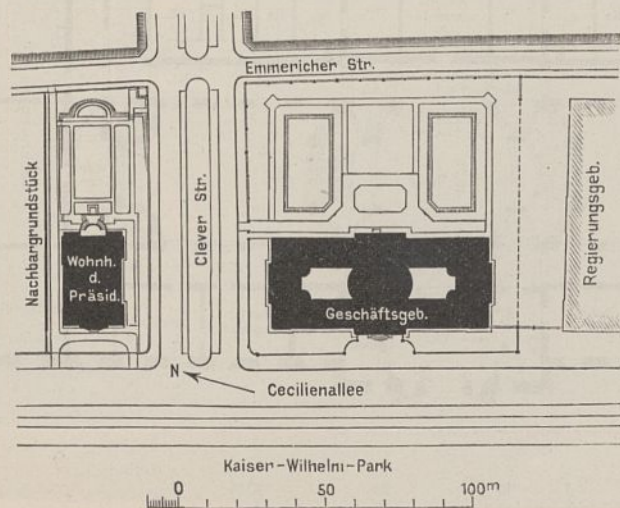 Emmericher Str.
Nachbargrundstück
Clever Str.
Regierungsgeb.
Wohnh.
d.
Präsid.
Geschäftsgeb.
N
Cecilienallee
Kaiser-Wilhelm-Park
0 50 100m